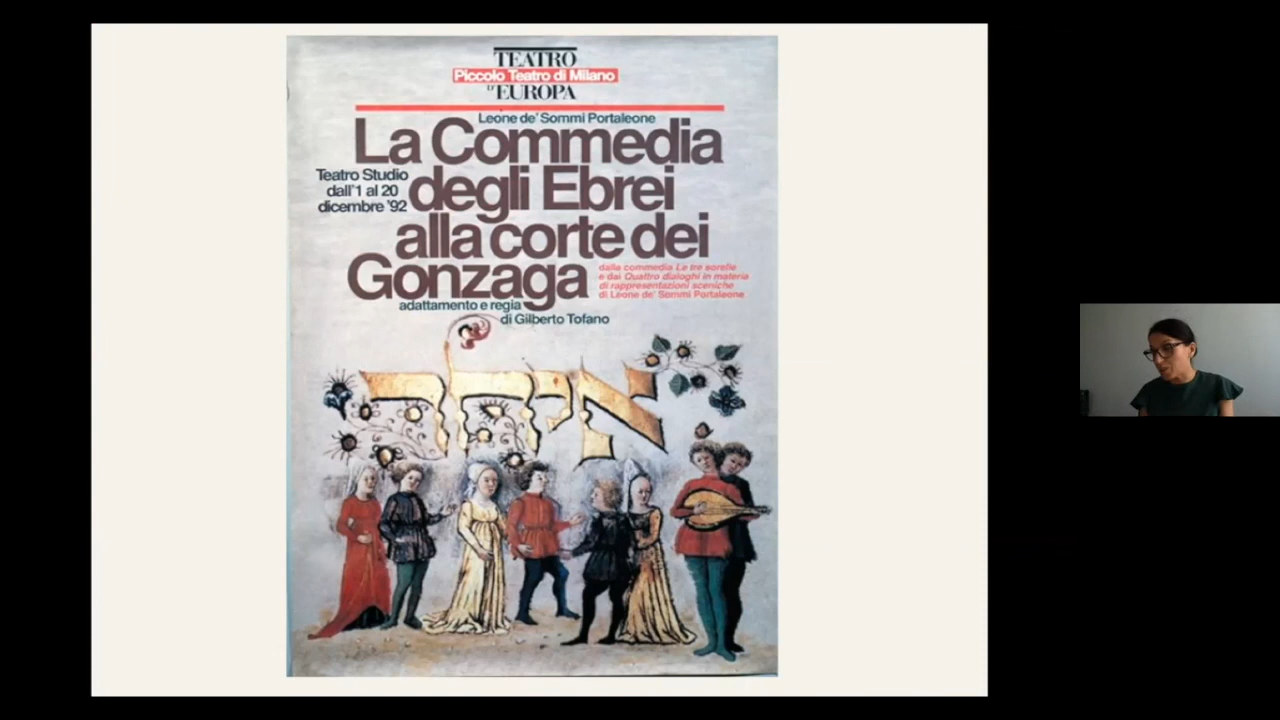 TEATRO
Piccolo Teatro di Milano
D'EUROPA
Leone de' Sommi Portaleone
La Commedia
degli Ebrei
alla corte dei
Gonzaga
Teatro Studio
dall'1 al 20
dicembre '92
dalla commedia Le tre sorelle
e dai Quattro dialoghi in materia
di rappresentazioni sceniche
di Leone de' Sommi Portaleone
adattamento e regia
di Gilberto Tofano